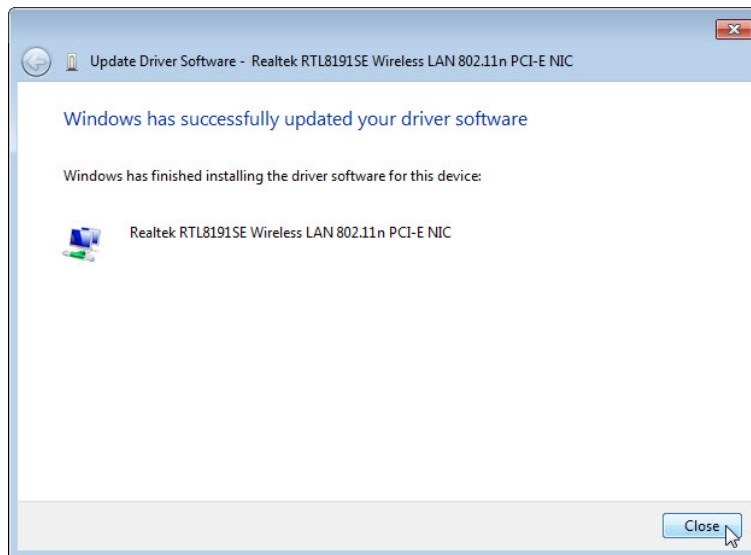 Update Driver Software - Realtek RTL8191SE Wireless LAN 802.11n PCI-E NIC
Windows has successfully updated your driver software
Windows has finished installing the driver software for this device:
Realtek RTL8191SE Wireless LAN 802.11n PCI-E NIC
Close